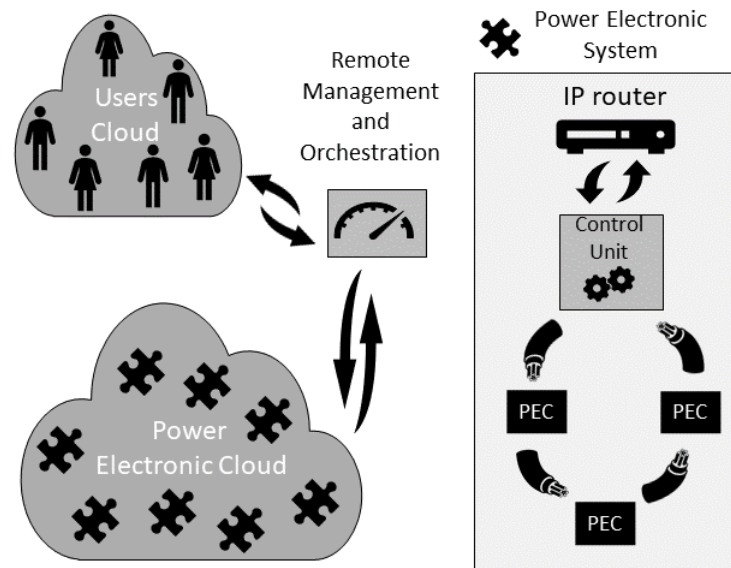 Users
Cloud
Remote
Management
and
Orchestration
Power
Electronic Cloud
Power Electronic
System
IP router
Control
Unit
PEC
PEC
PEC